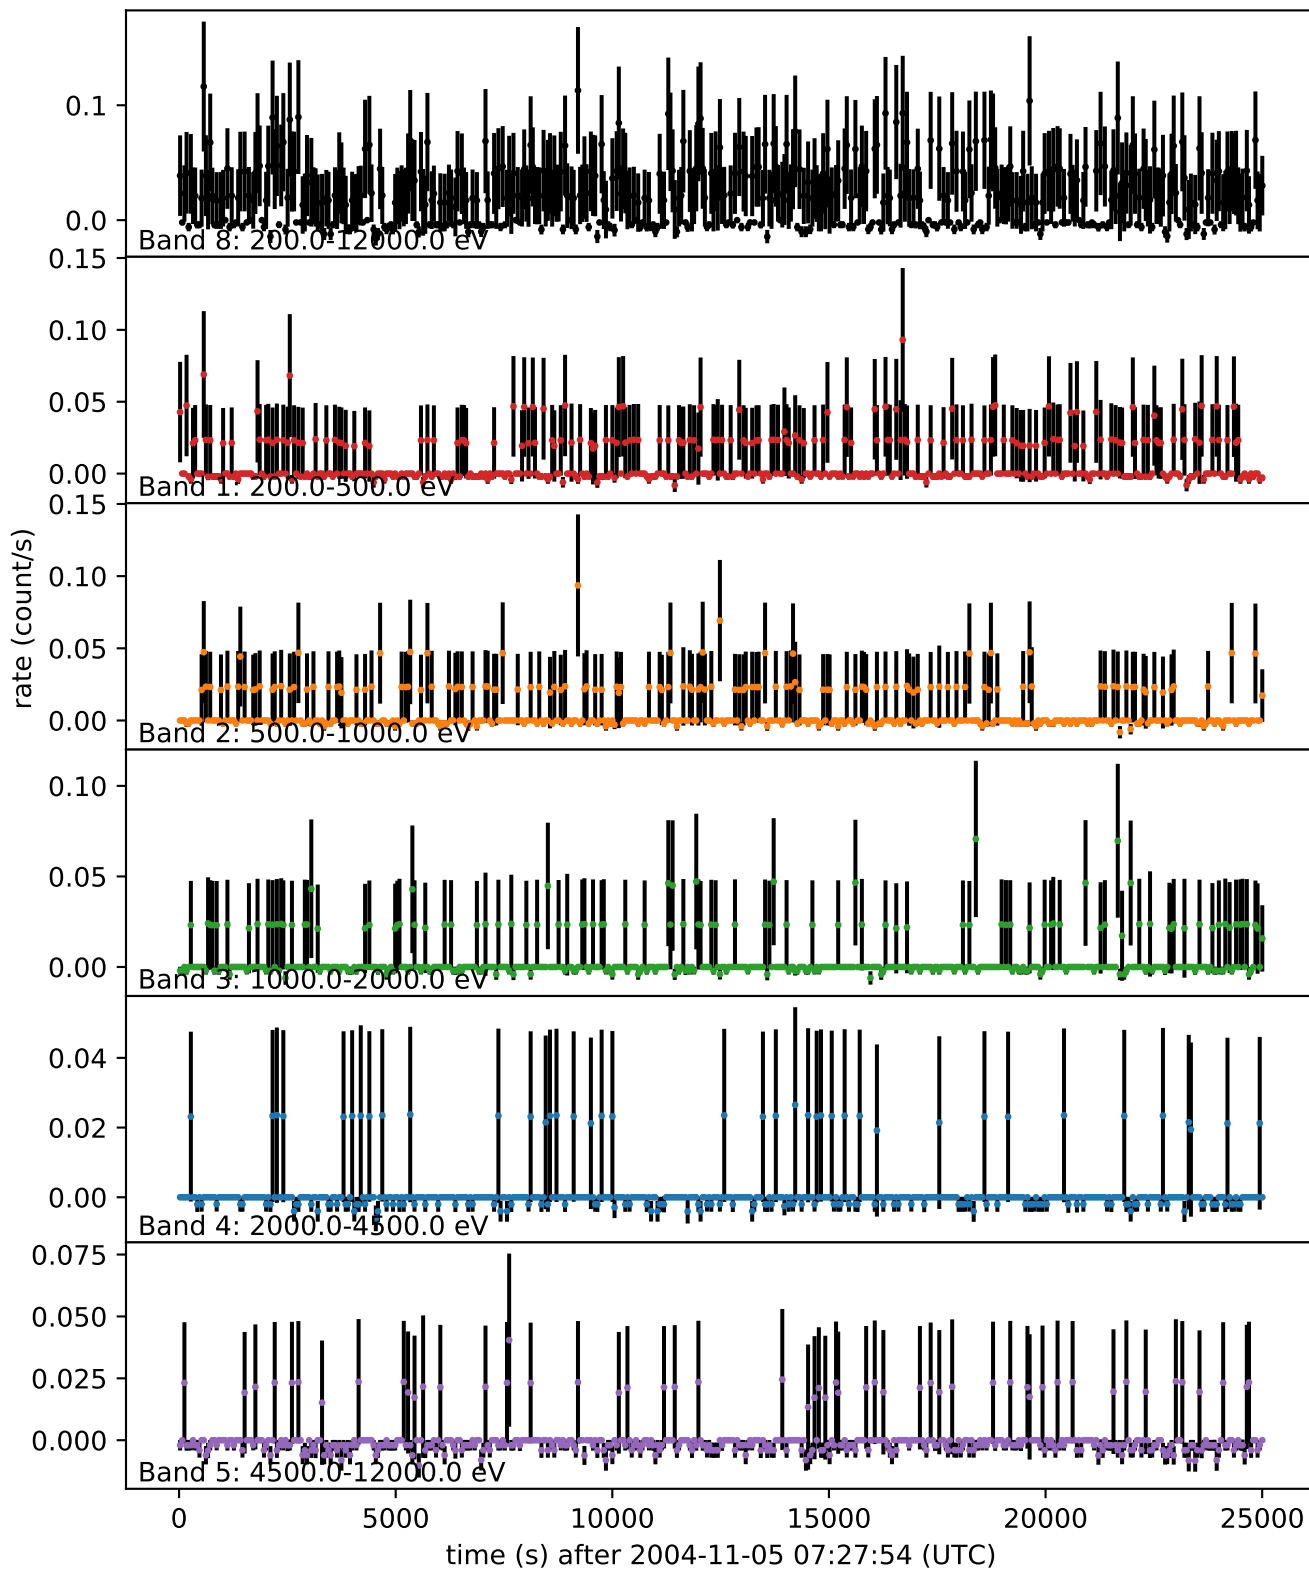 0.1
0.0
Band 8: 200.0-12000.0 eV
0.15
0.10
0.05
0.00
Band 1: 200.0-500.0 eV
0.15
0.10
0.05
0.00
Band 2: 500.0-1000.0 eV
rate (count/s)
0.10
0.05
0.00
Band 3: 1000.0-2000.0 eV
0.04
0.02
0.00
Band 4: 2000.0-4500.0 eV
0.075
0.050
0.025
0.000
Band 5: 4500.0-12000.0 eV
0 5000 10000 15000 20000 25000
time (s) after 2004-11-05 07:27:54 (UTC)